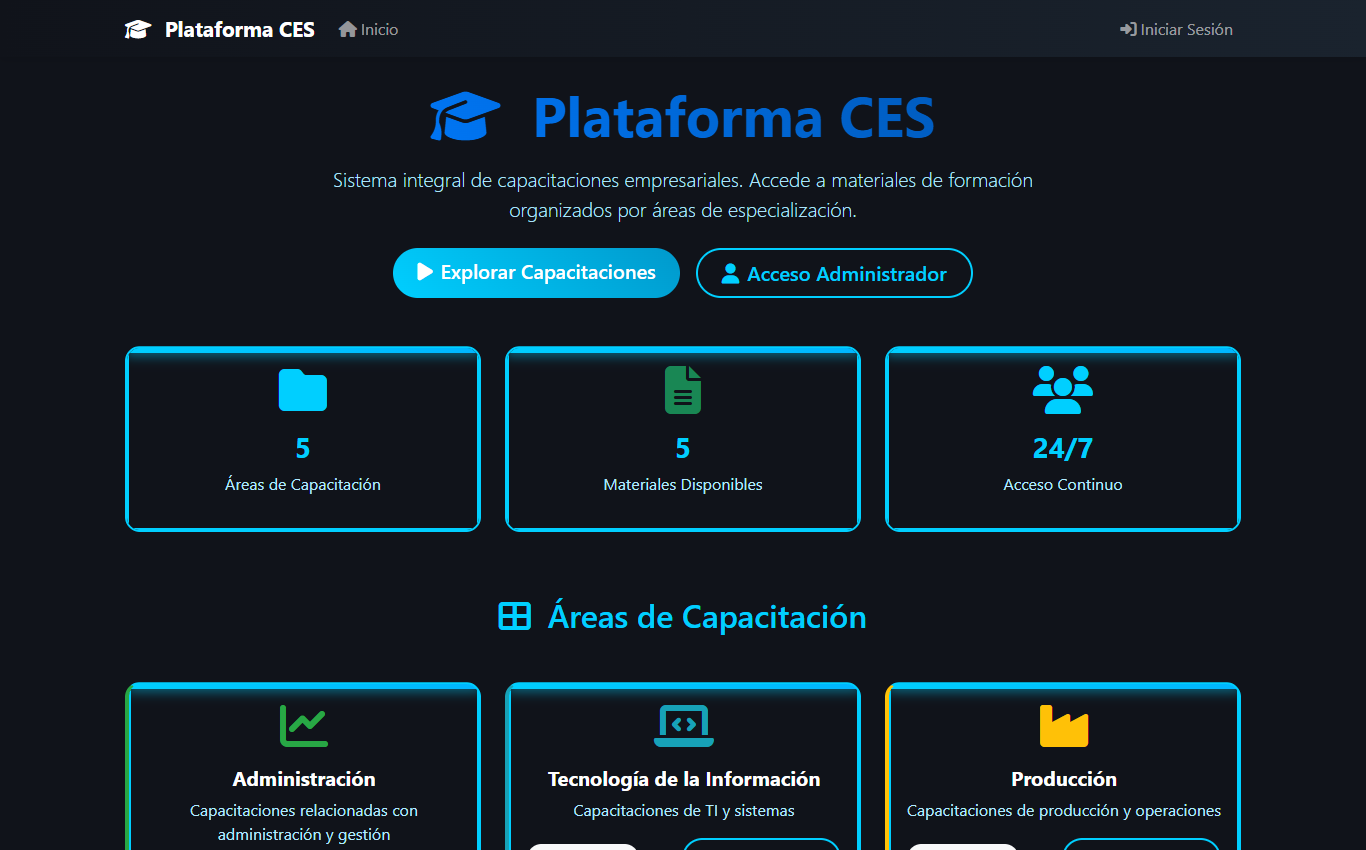 Plataforma CES
Inicio
Iniciar Sesión
Plataforma CES
Sistema integral de capacitaciones empresariales. Accede a materiales de formación
organizados por áreas de especialización.
Explorar Capacitaciones
Acceso Administrador
5
Áreas de Capacitación
5
Materiales Disponibles
24/7
Acceso Continuo
Áreas de Capacitación
Administración
Capacitaciones relacionadas con
administración y gestión
Tecnología de la Información
Capacitaciones de TI y sistemas
Producción
Capacitaciones de producción y operaciones